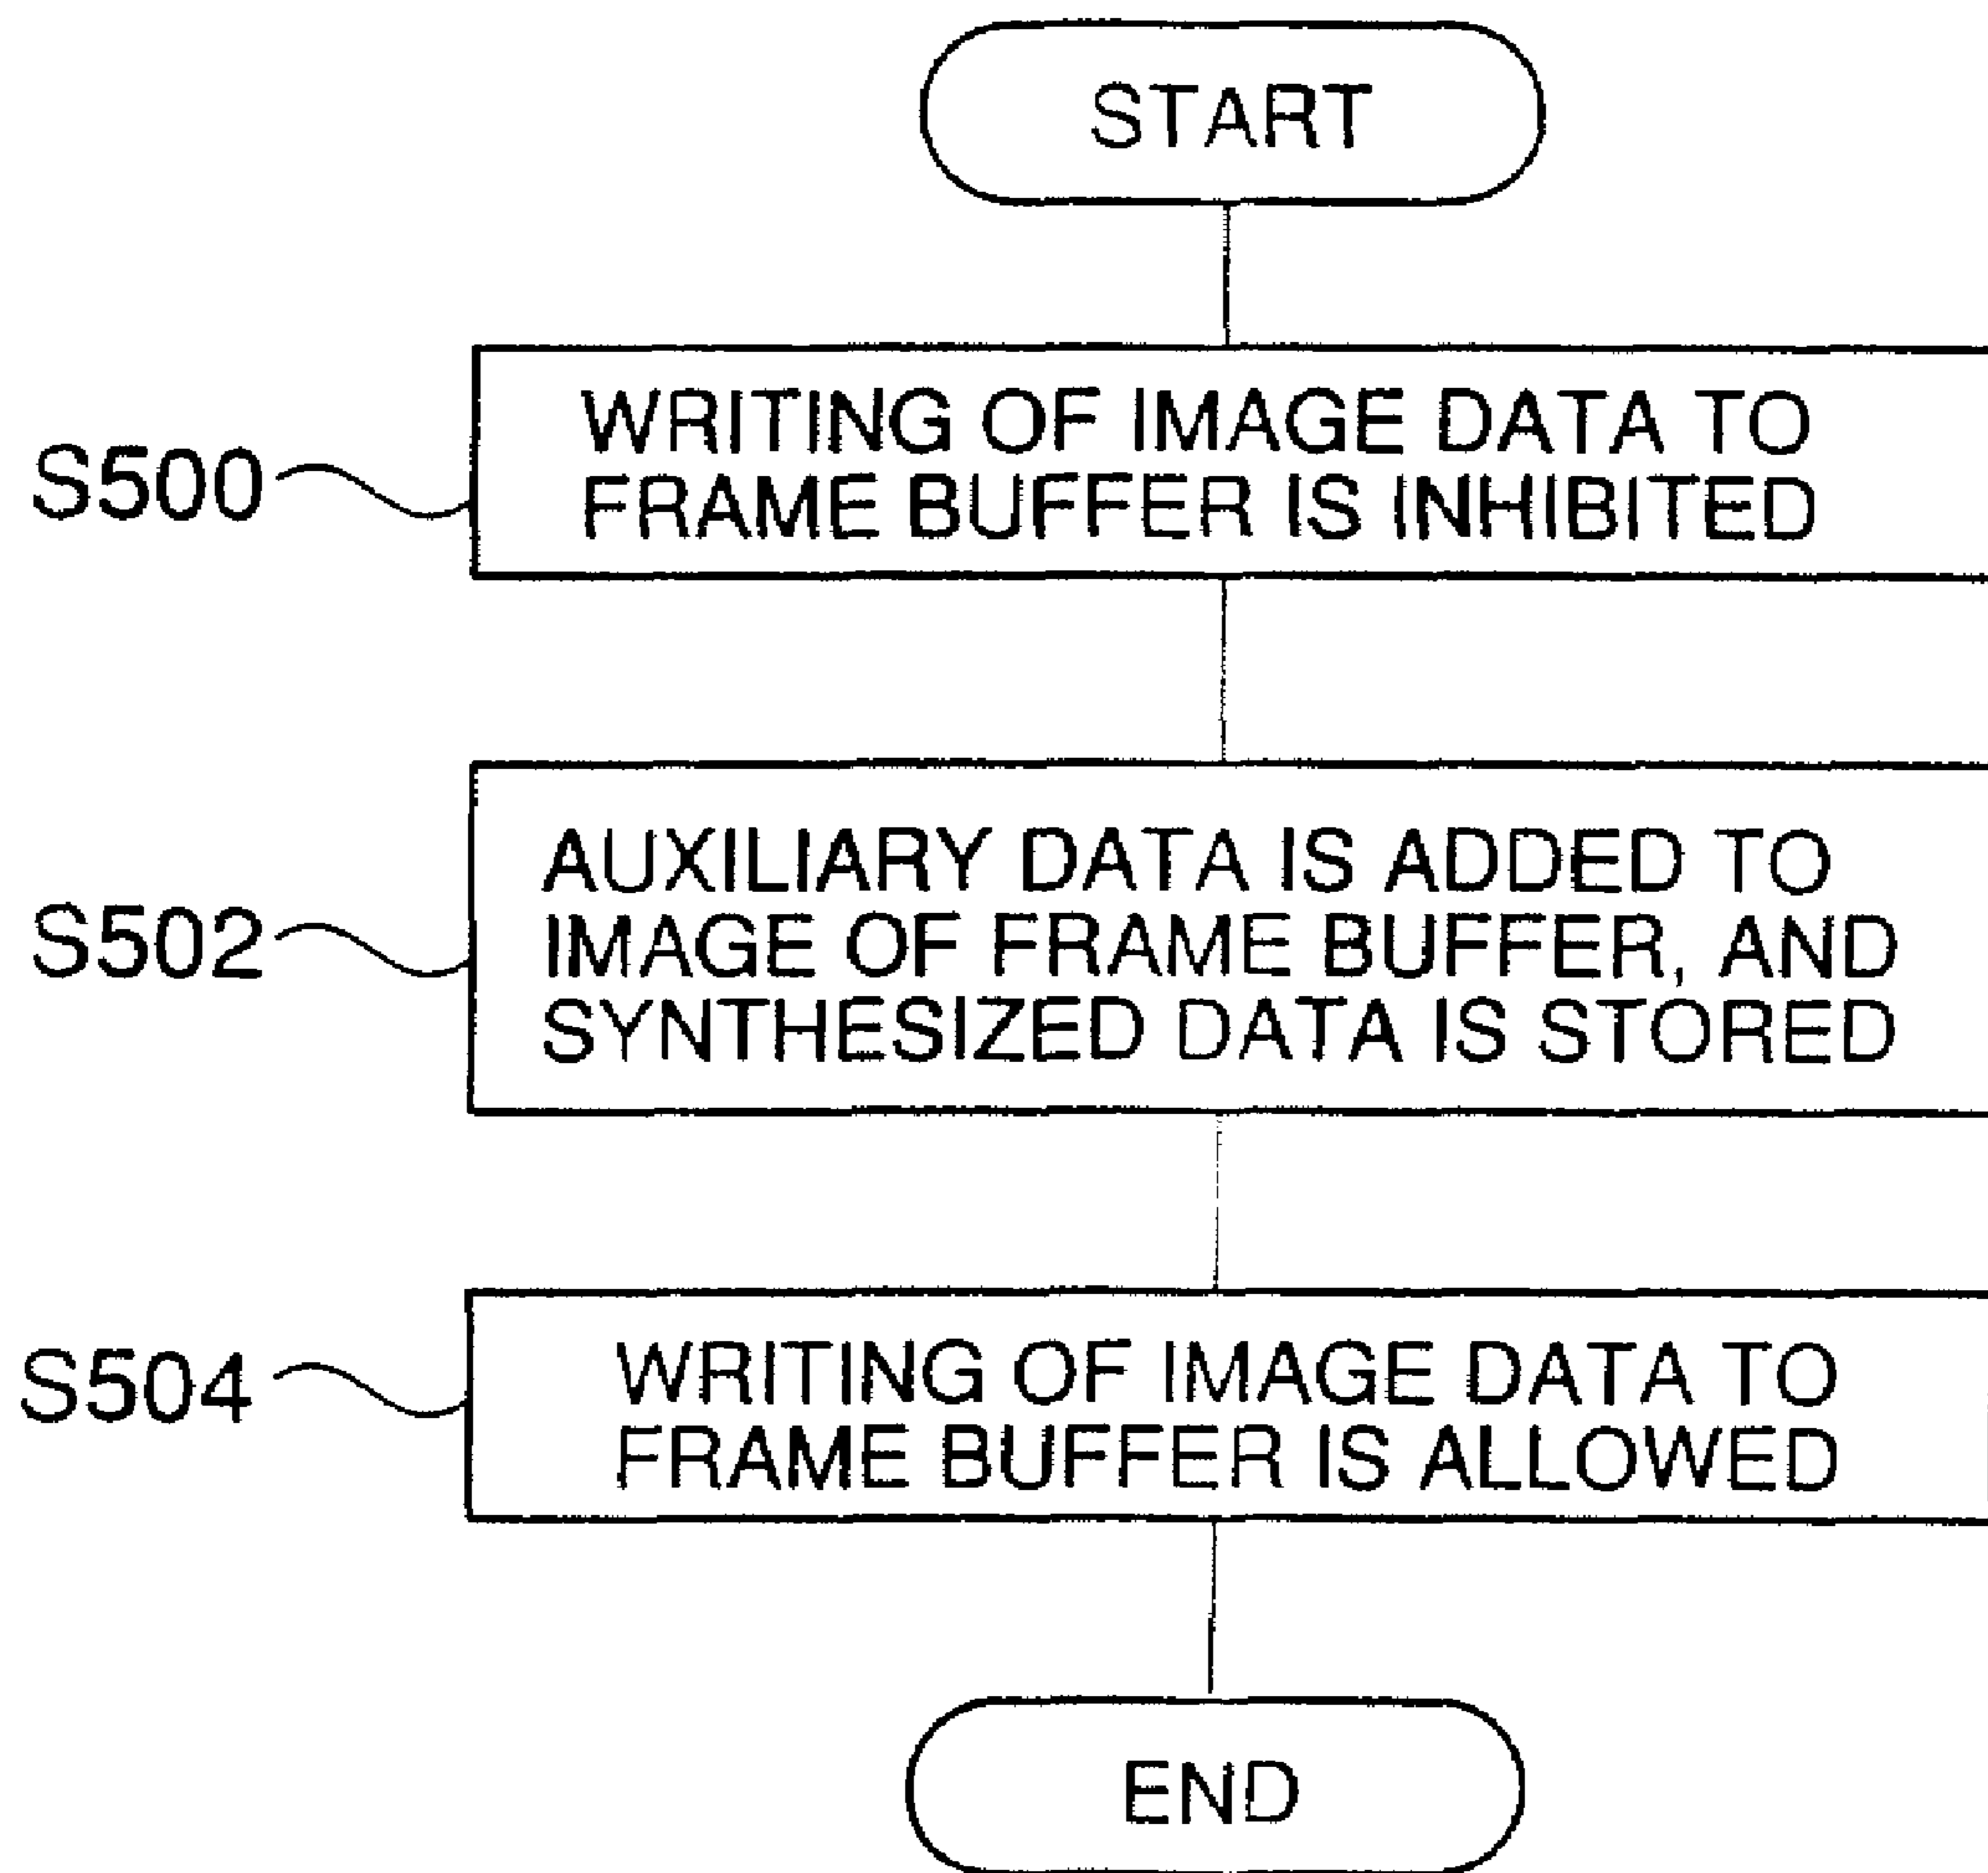 START
S500
WRITING OF IMAGE DATA TO
FRAME BUFFER IS INHIBITED
S502
AUXILIARY DATA IS ADDED TO
IMAGE OF FRAME BUFFER, AND
SYNTHESIZED DATA IS STORED
S504
WRITING OF IMAGE DATA TO
FRAME BUFFER IS ALLOWED
END